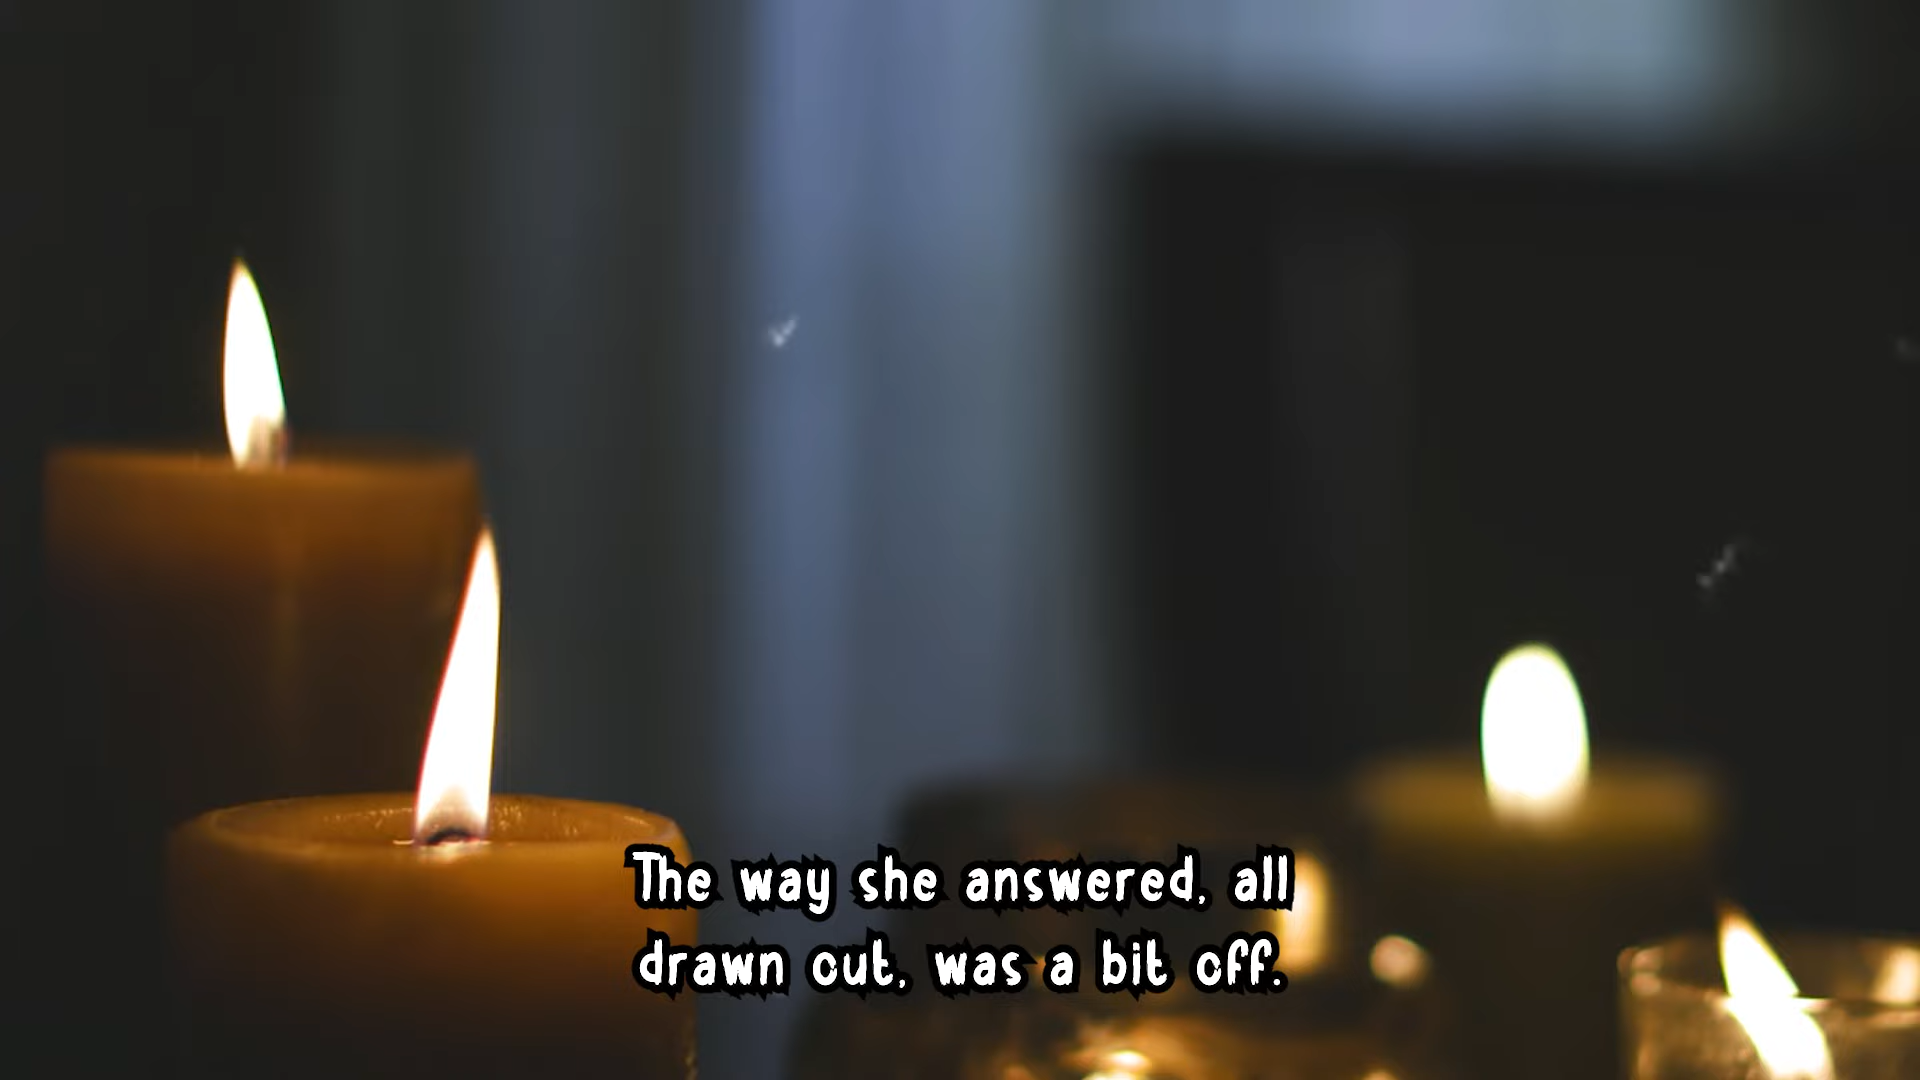 The way she answered, all
drawn out, was a bit off.